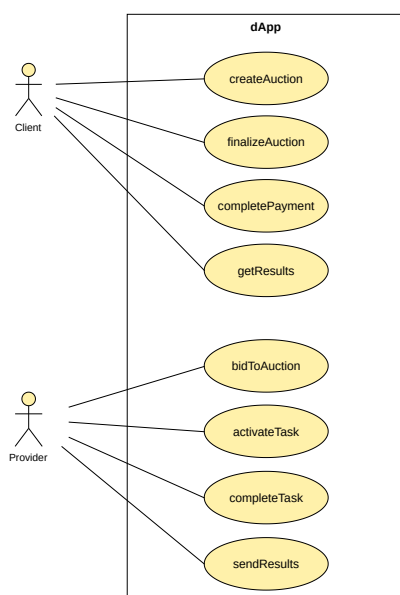 dApp
createAuction
Client
finalizeAuction
completePayment
getResults
bidToAuction
Provider
activateTask
completeTask
sendResults